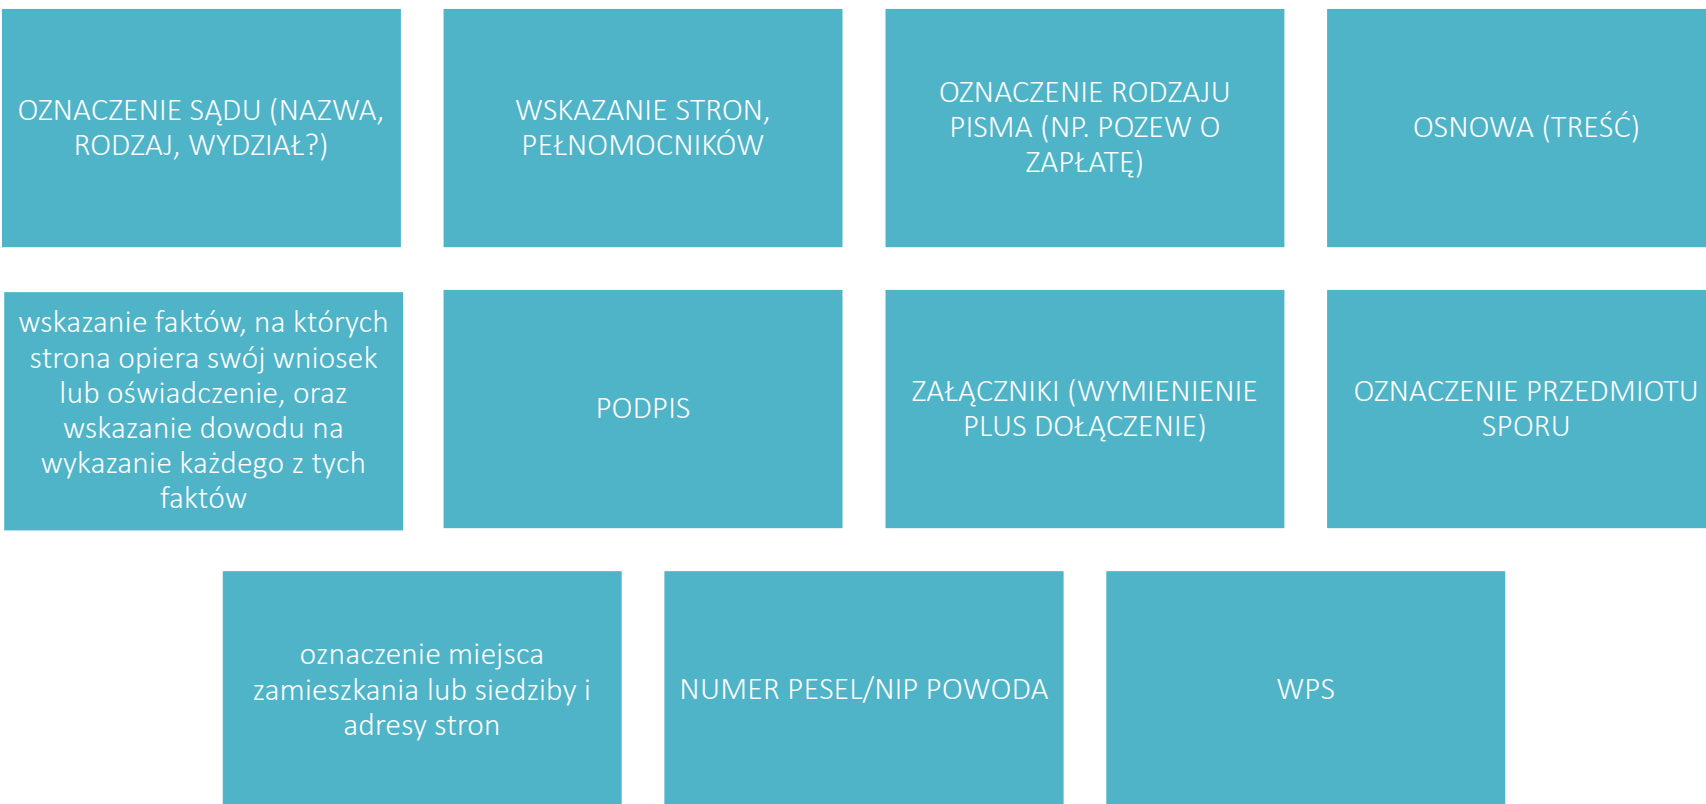 OZNACZENIE SĄDU (NAZWA,
RODZAJ, WYDZIAŁ?)
WSKAZANIE STRON,
PEŁNOMOCNIKÓW
OZNACZENIE RODZAJU
PISMA (NP. POZEW O
ZAPŁATĘ)
OSNOWA (TREŚĆ)
wskazanie faktów, na których
strona opiera swój wniosek
lub oświadczenie, oraz
wskazanie dowodu na
wykazanie każdego z tych
faktów
PODPIS
ZAŁĄCZNIKI (WYMIENIENIE
PLUS DOŁĄCZENIE)
OZNACZENIE PRZEDMIOTU
SPORU
oznaczenie miejsca
zamieszkania lub siedziby i
adresy stron
NUMER PESEL/NIP POWODA
WPS